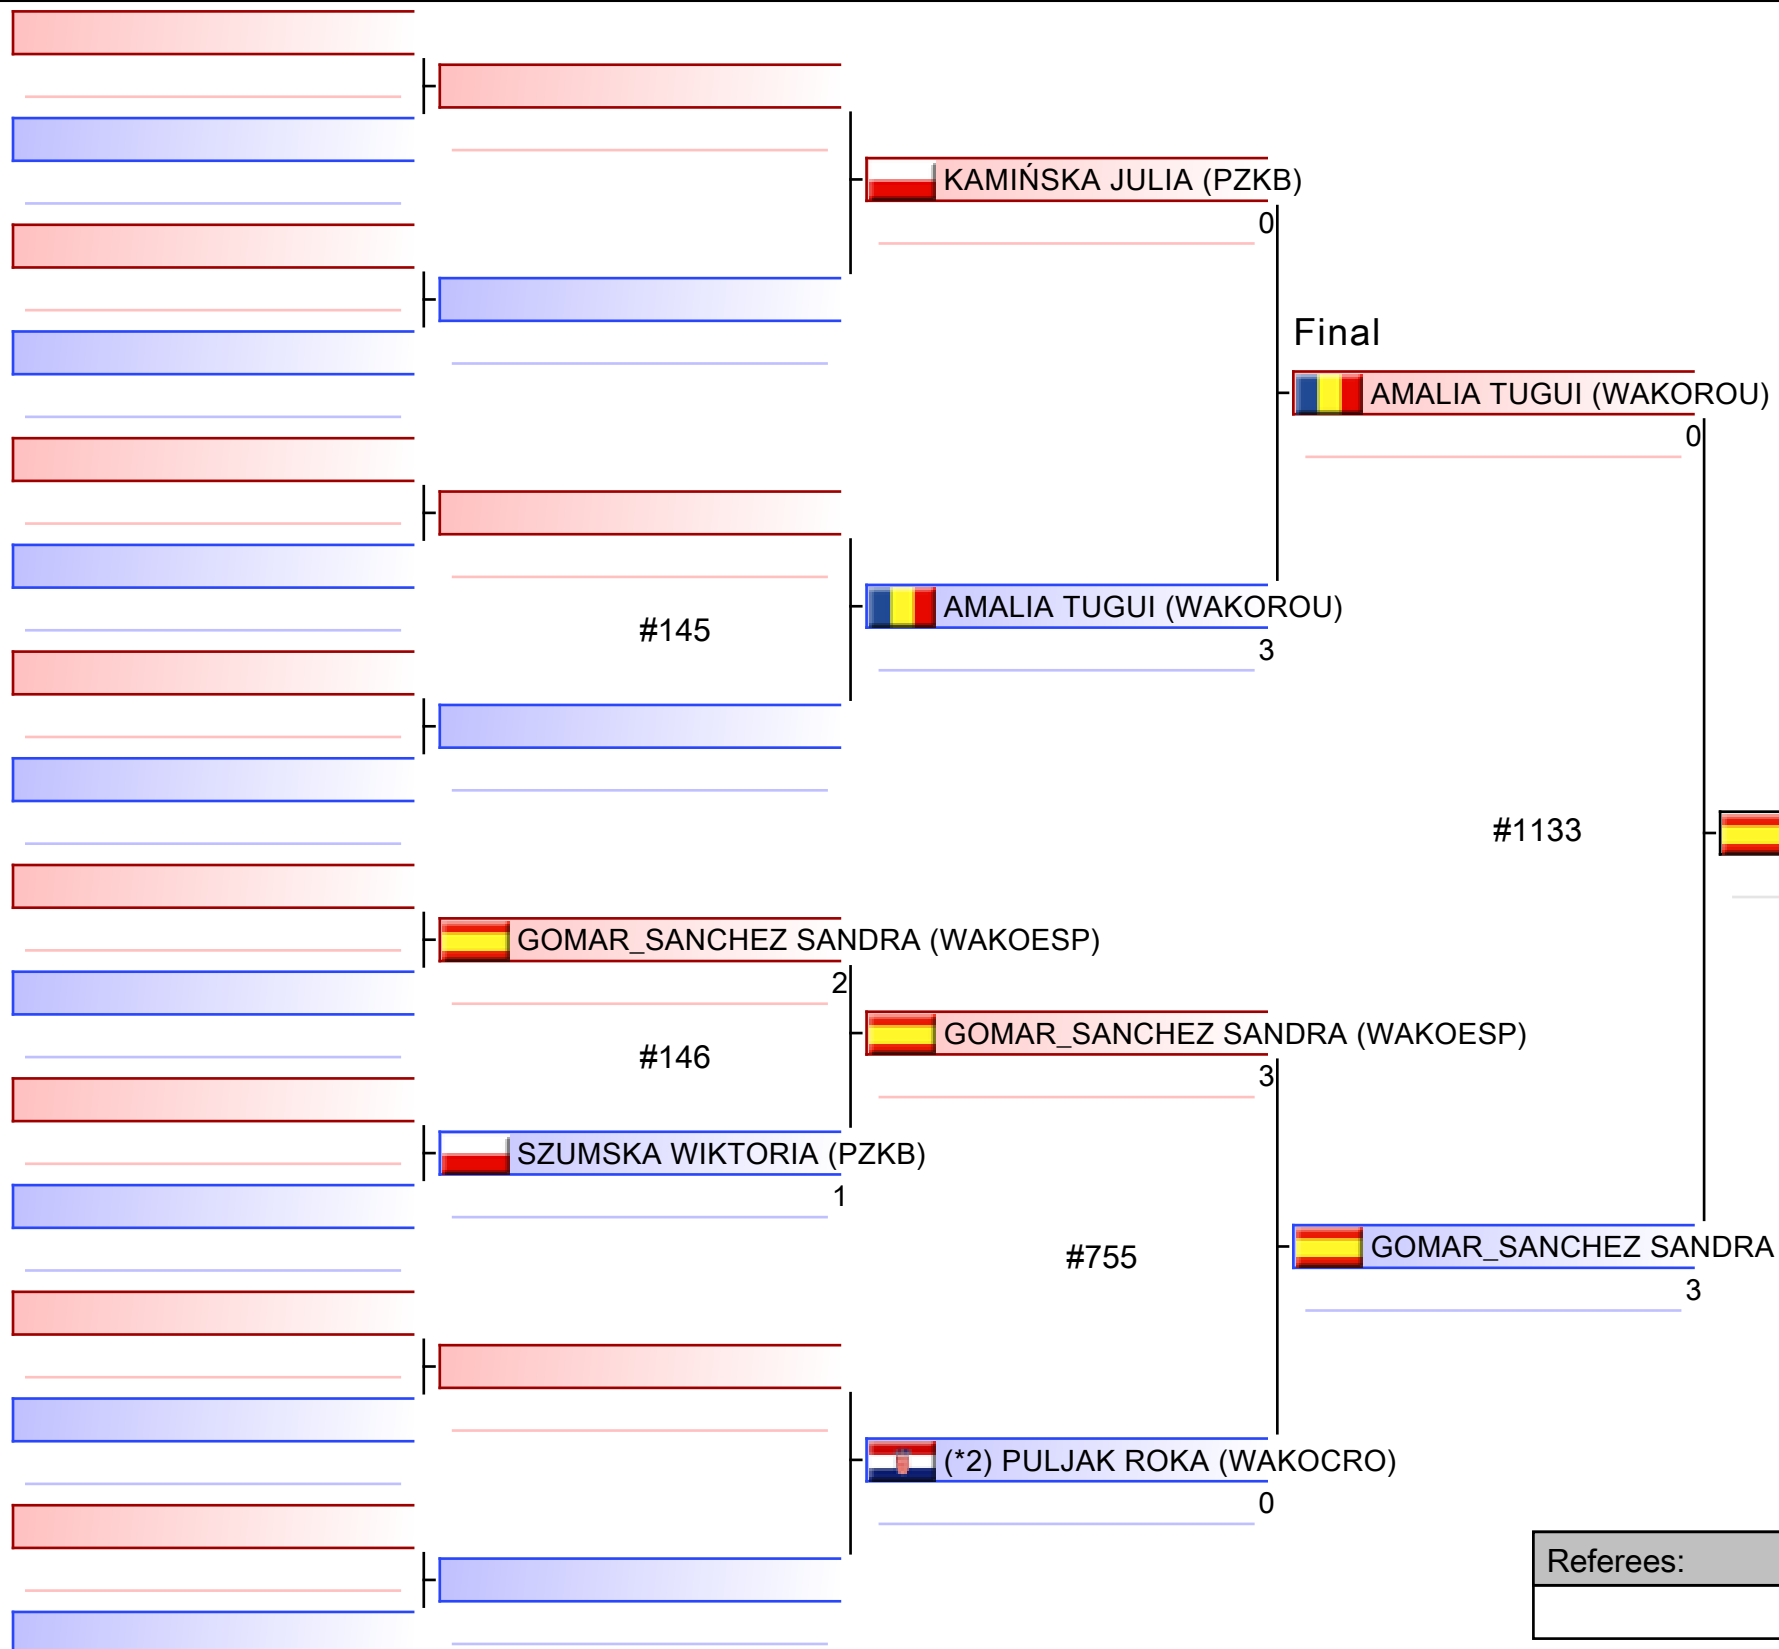 KAMIŃSKA JULIA (PZKB)
0
Final
AMALIA TUGUI (WAKOROU)
0
AMALIA TUGUI (WAKOROU)
#145
3
#1133
GOMAR_SANCHEZ SANDRA (WAKOESP)
2
GOMAR_SANCHEZ SANDRA (WAKOESP)
#146
3
SZUMSKA WIKTORIA (PZKB)
1
#755
GOMAR_SANCHEZ SANDRA
3
(*2) PULJAK ROKA (WAKOCRO)
0
Referees: